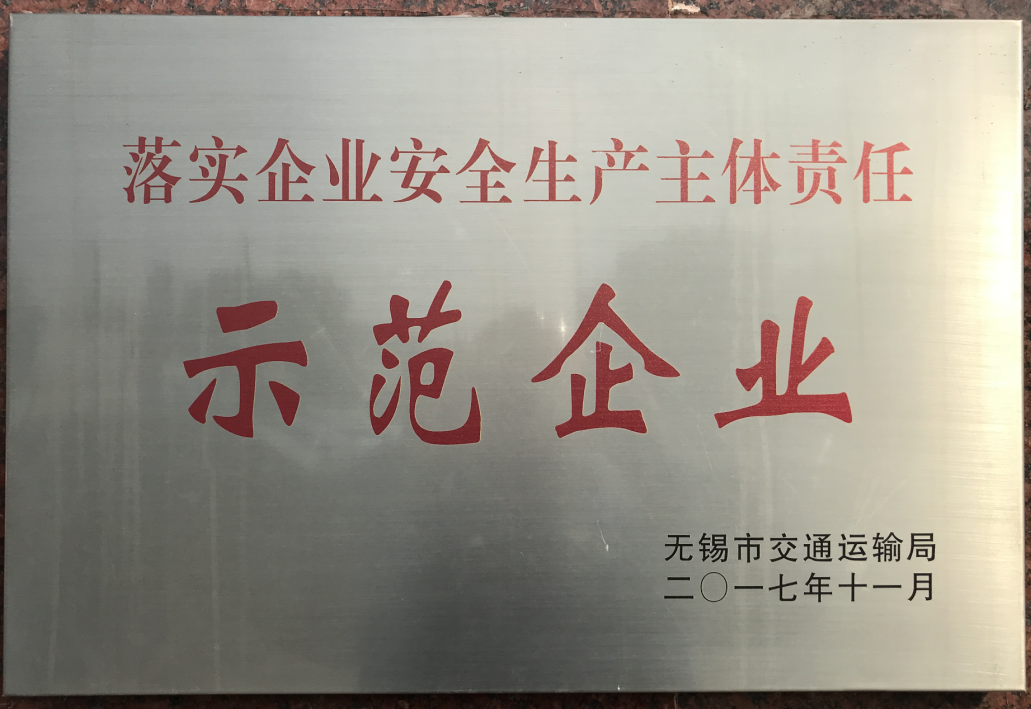 落实企业安全生产主体责任
示范企业
无锡市交通运输局
二〇一七年十一月